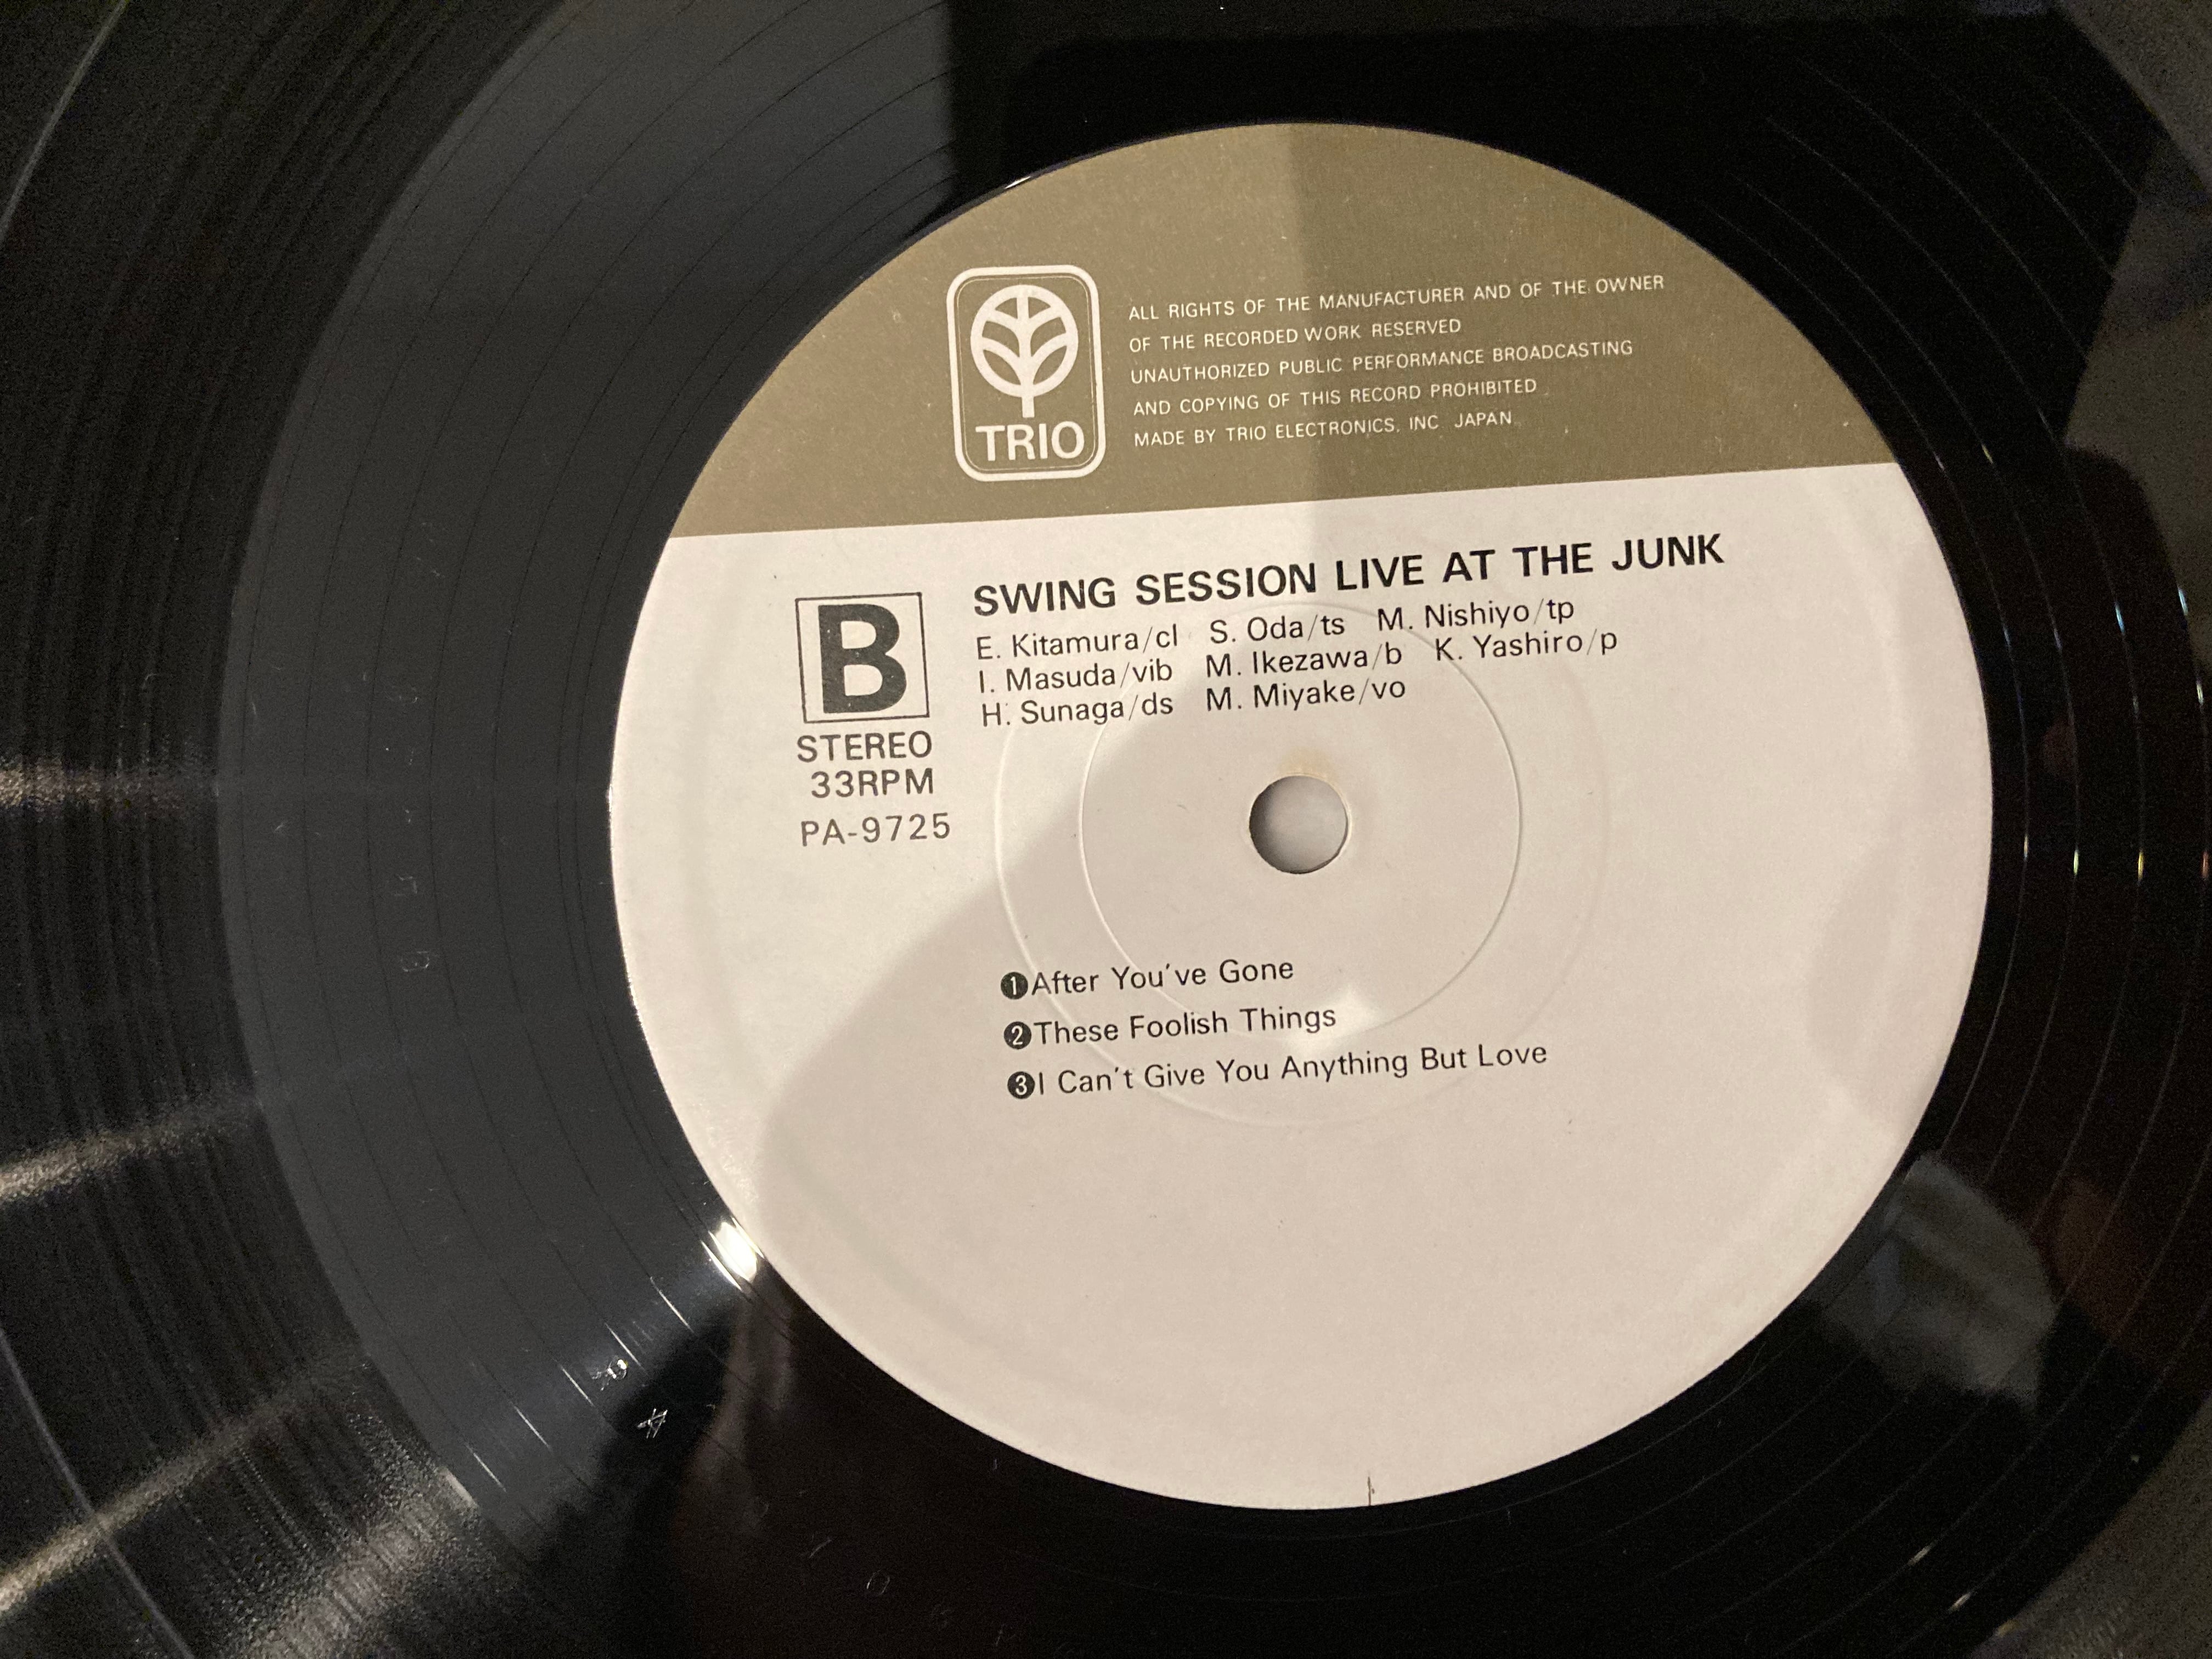 TRIO
ALL RIGHTS OF THE MANUFACTURER AND OF THE OWNER
OF THE RECORDED WORK RESERVED
UNAUTHORIZED PUBLIC PERFORMANCE BROADCASTING
AND COPYING OF THIS RECORD PROHIBITED
MADE BY TRIO ELECTRONICS. INC JAPAN
SWING SESSION LIVE AT THE JUNK
E. Kitamura/cl S. Oda/ts M. Nishiyo/tp
I. Masuda/vib M. Ikezawa/b K. Yashiro/p
H. Sunaga/ds M. Miyake/vo
B
STEREO
33RPM
PA-9725
❶After You've Gone
❷These Foolish Things
❸I Can't Give You Anything But Love